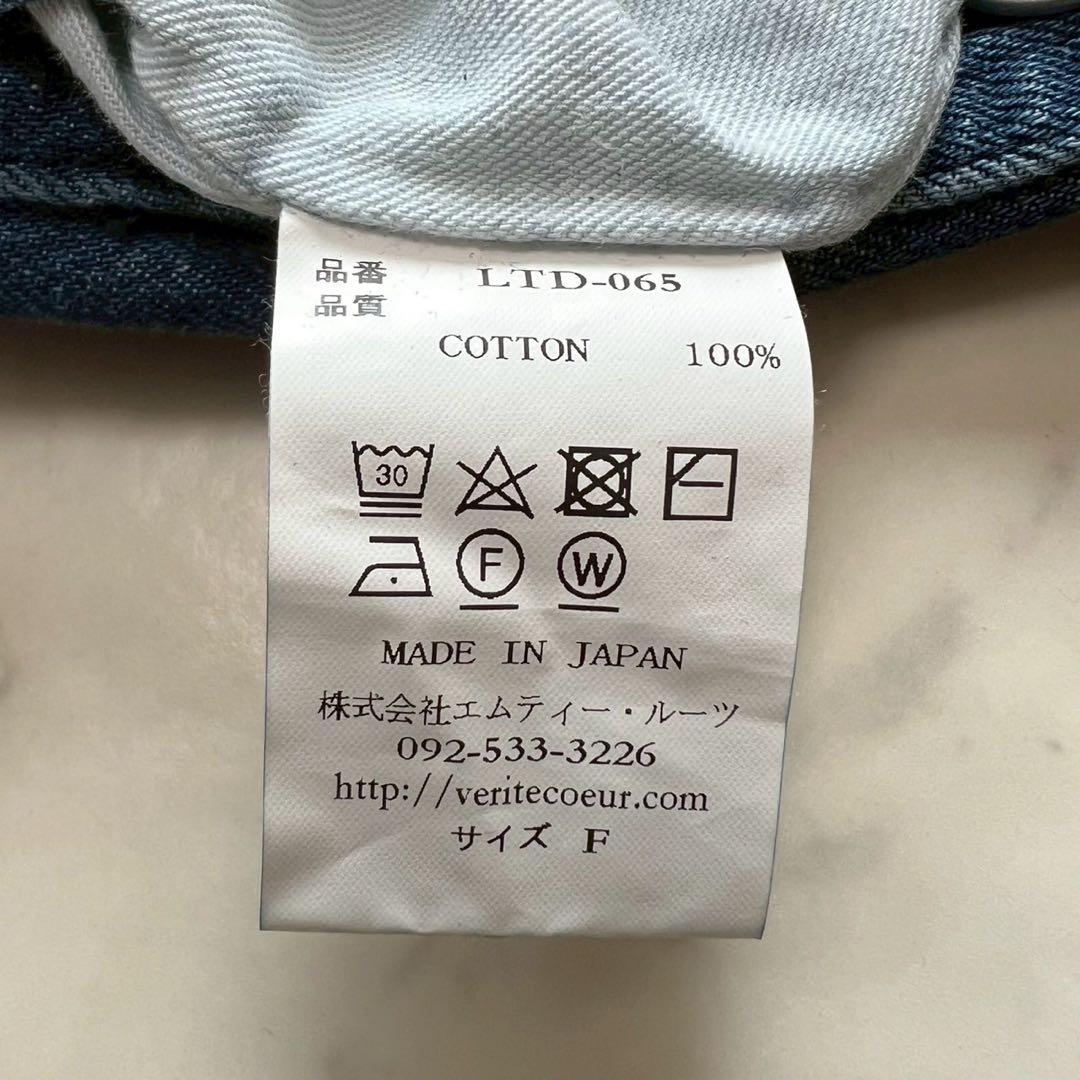 品番 LTD-065
品質
COTTON 100%
30
F W
MADE IN JAPAN
株式会社エムティー・ルーツ
092-533-3226
http://veritecoeur.com
サイズ F